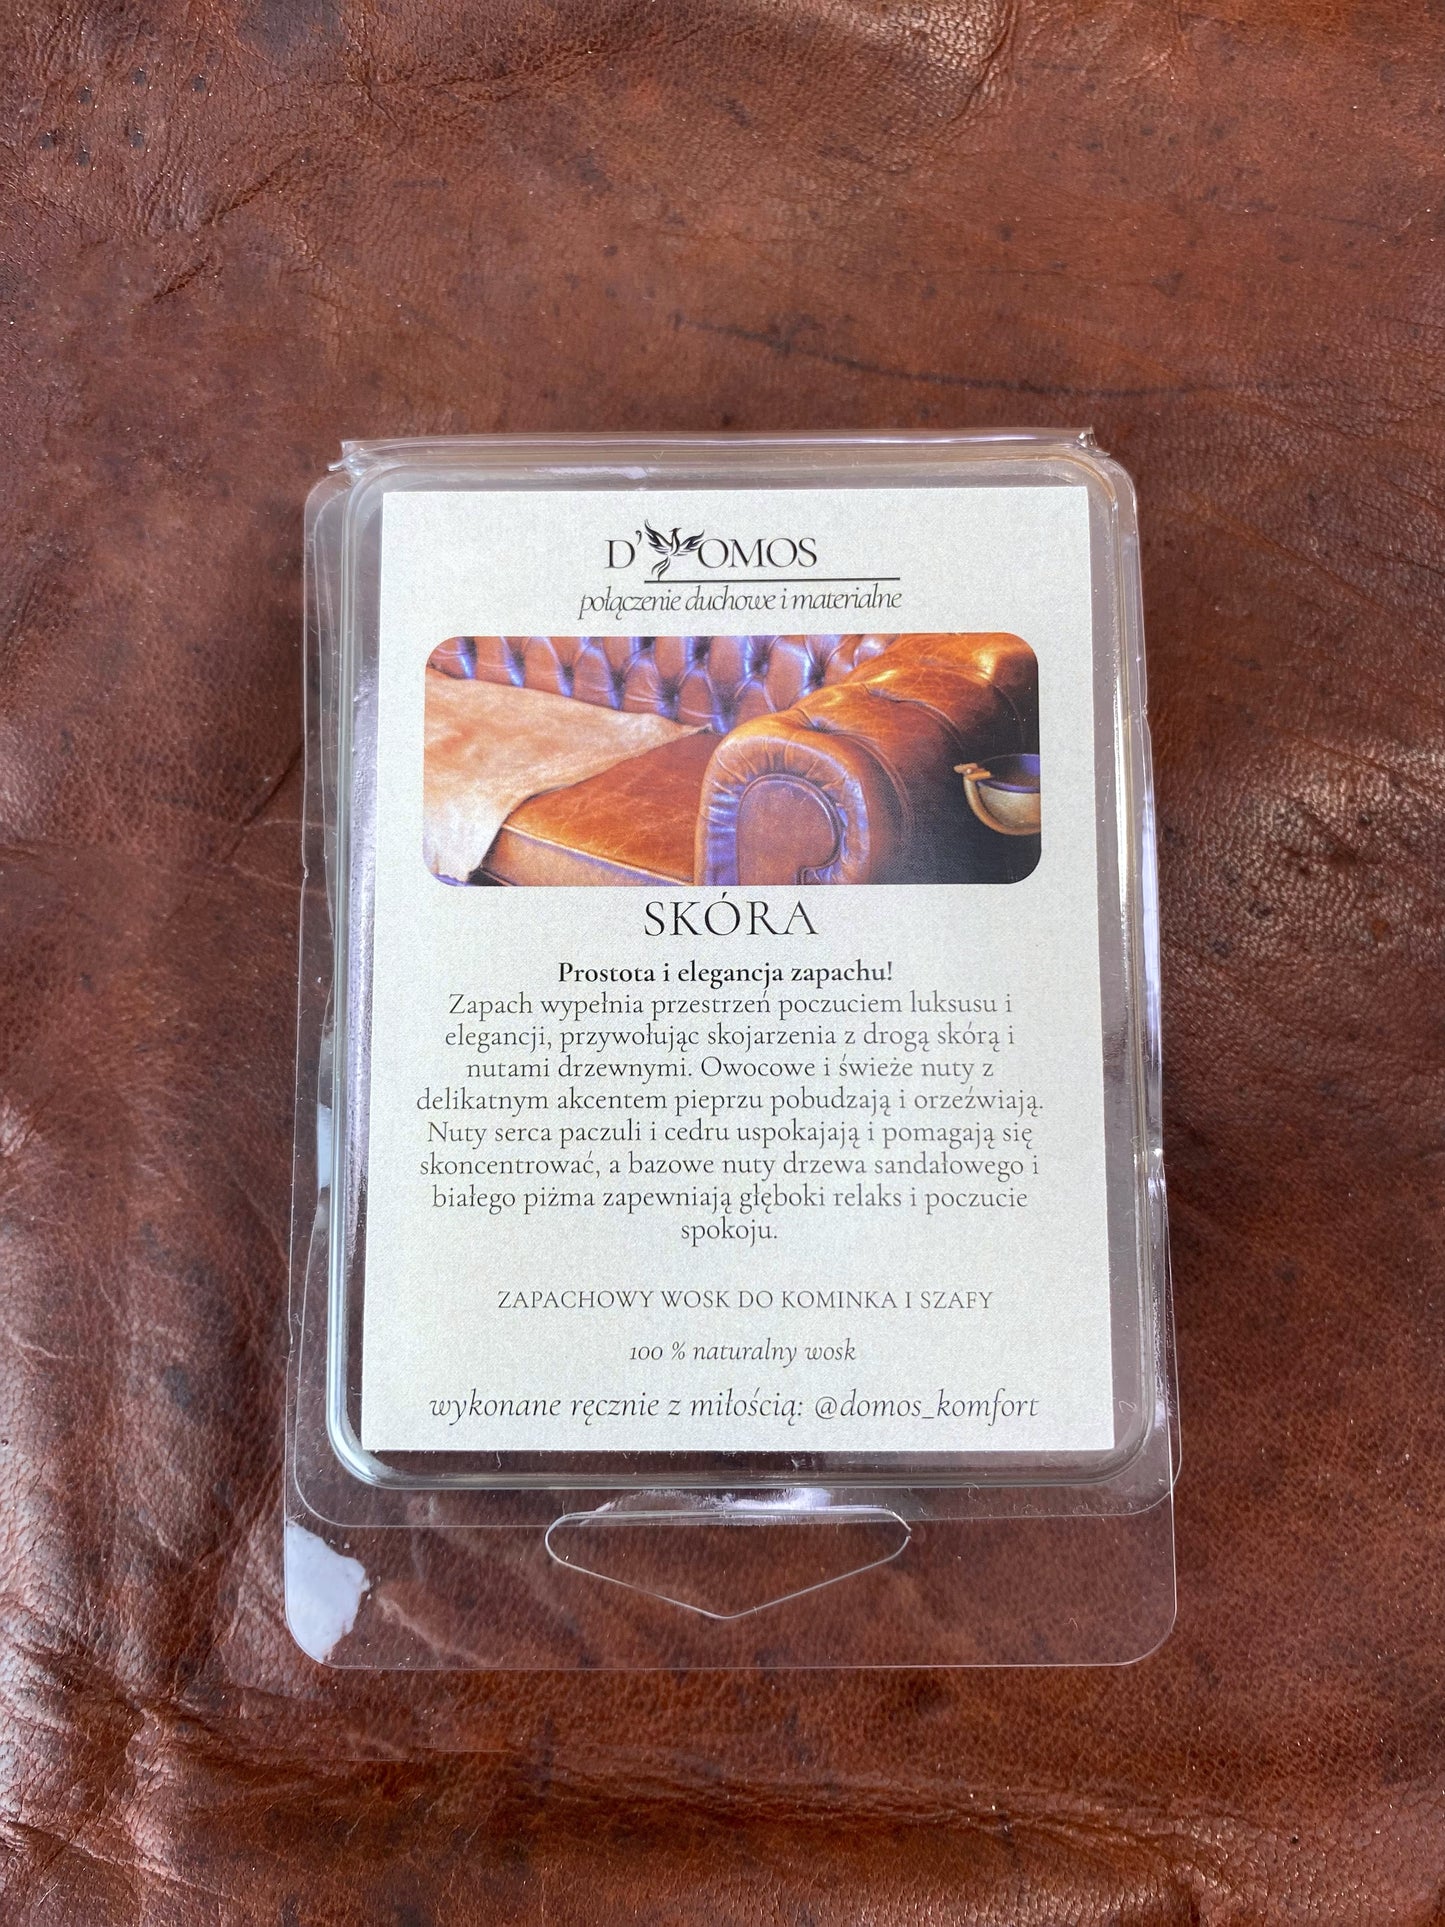 D'OMOS
połączenie duchowe i materialne
SKÓRA
Prostota i elegancja zapachu!
Zapach wypełnia przestrzeń poczuciem luksusu i
elegancji, przywołując skojarzenia z drogą skórą i
nutami drzewnymi. Owocowe i świeże nuty z
delikatnym akcentem pieprzu pobudzają i orzeźwiają.
Nuty serca paczuli i cedru uspokajają i pomagają się
skoncentrować, a bazowe nuty drzewa sandałowego i
białego piżma zapewniają głęboki relaks i poczucie
spokoju.
ZAPACHOWY WOSK DO KOMINKA I SZAFY
100 % naturalny wosk
wykonane ręcznie z miłością: @domos_komfort